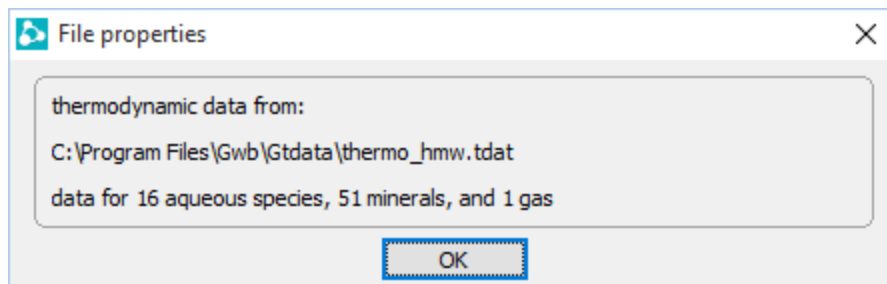 File properties
thermodynamic data from:
C:\Program Files\Gwb\Gtdata\thermo_hmw.tdat
data for 16 aqueous species, 51 minerals, and 1 gas
OK